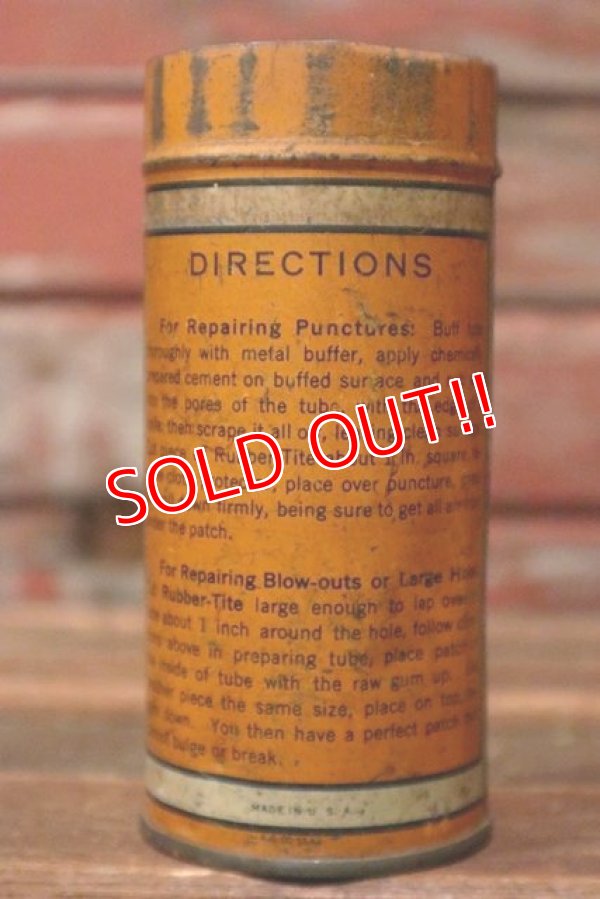 DIRECTIONS
For Repairing Punctures: Buff
with metal buffer, apply
cement on buffed surface and
the pores of the tube,
then scrape it all
Rubber-Tite about 1 in. square,
place over puncture,
firmly, being sure to get all
the patch.
SOLD OUT!!
For Repairing Blow-outs or Large
Rubber-Tite large enough to lap over
about 1 inch around the hole, follow
above in preparing tube, place patch
inside of tube with the raw gum up.
piece the same size, place on top,
down. You then have a perfect patch
bulge or break.
MADE IN U. S. A.